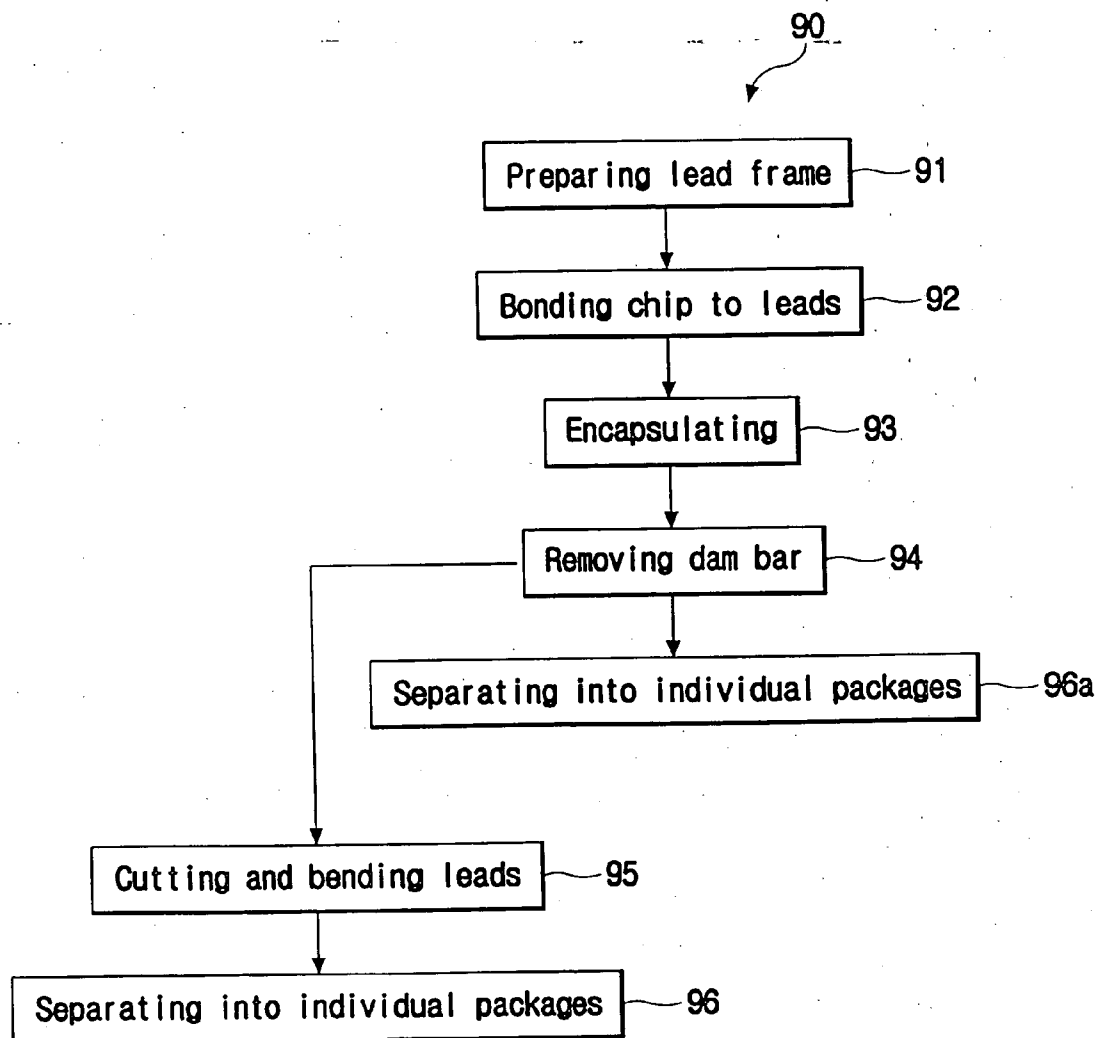 90
Preparing lead frame 91
Bonding chip to leads 92
Encapsulating 93
Removing dam bar 94
Separating into individual packages 96a
Cutting and bending leads 95
Separating into individual packages 96